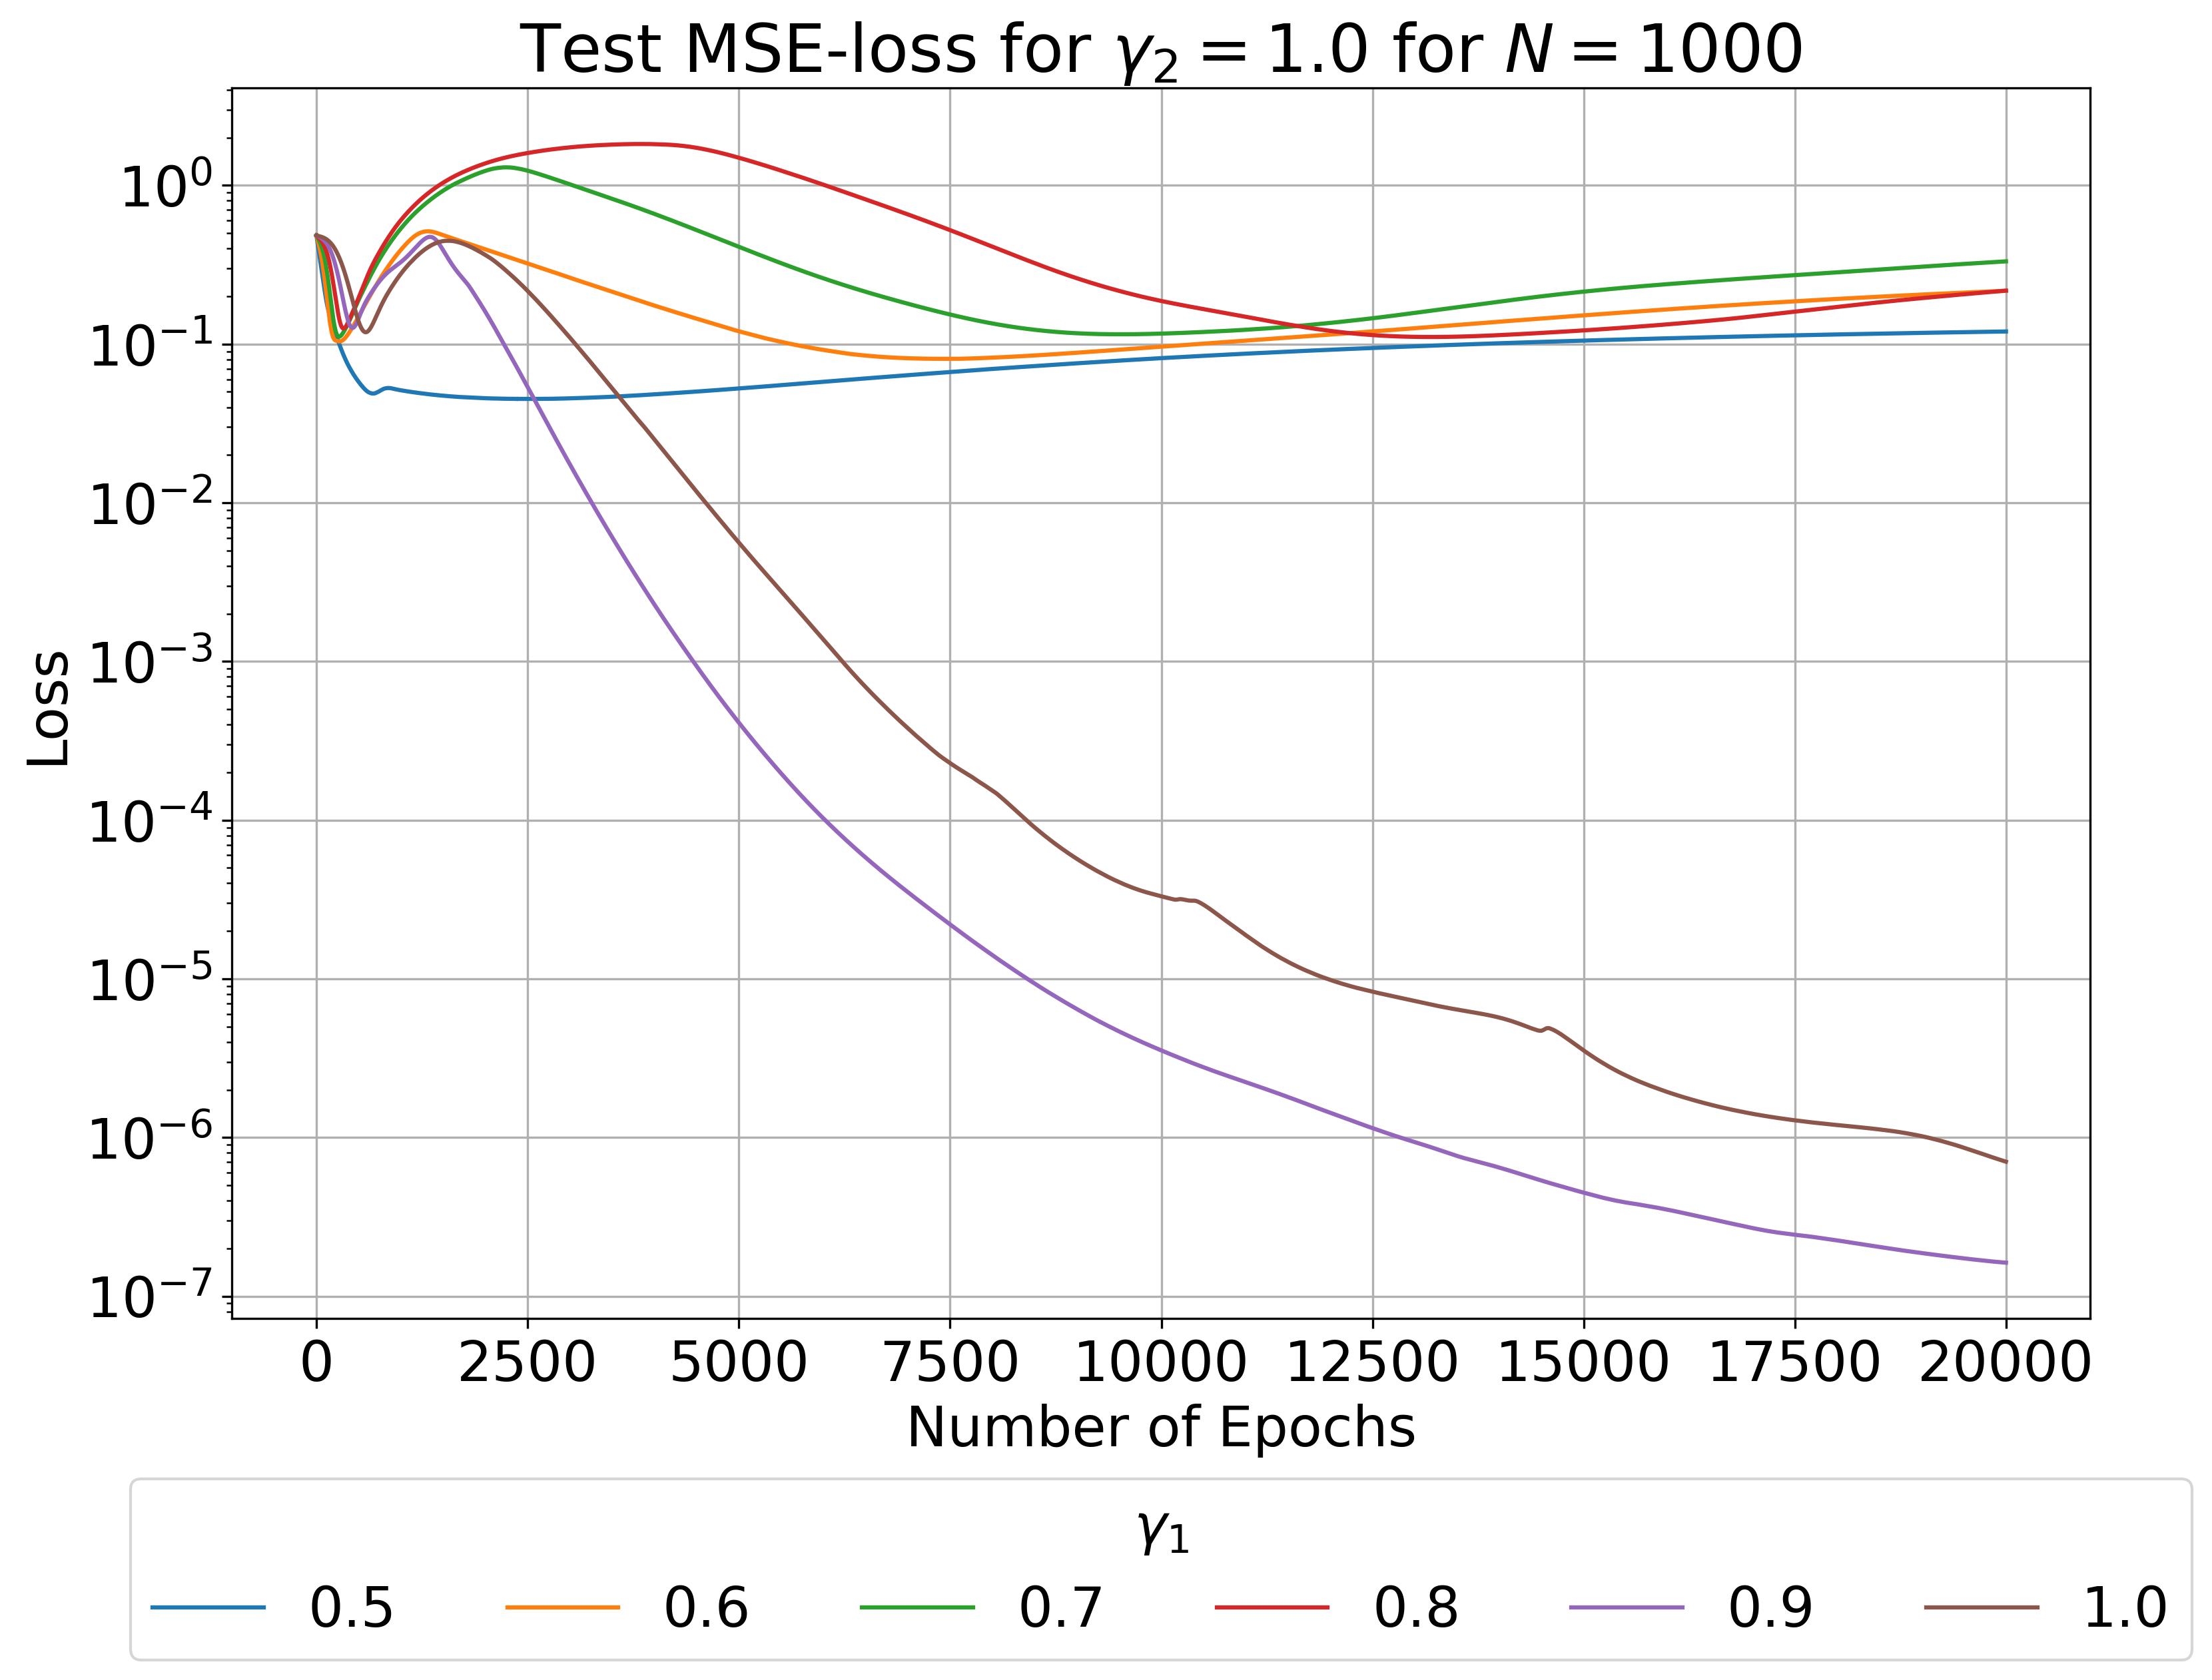 Test MSE-loss for γ₂ = 1.0 for N = 1000
Loss
10⁰
10⁻¹
10⁻²
10⁻³
10⁻⁴
10⁻⁵
10⁻⁶
10⁻⁷
0 2500 5000 7500 10000 12500 15000 17500 20000
Number of Epochs
γ₁
0.5 0.6 0.7 0.8 0.9 1.0